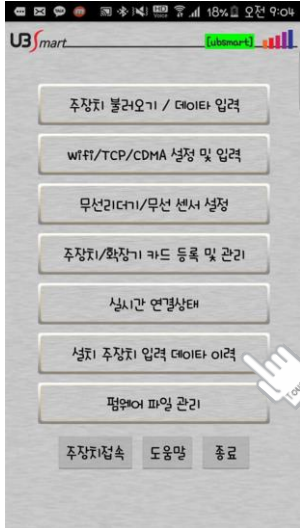 HD Voice 18% 오전 9:04
UBSmart [ubsmart]
주장치 불러오기 / 데이타 입력
wifi/TCP/CDMA 설정 및 입력
무선리더기/무선 센서 설정
주장치/확장기 카드 등록 및 관리
실시간 연결상태
설치 주장치 입력 데이타 이력
펌웨어 파일 관리
주장치접속 도움말 종료